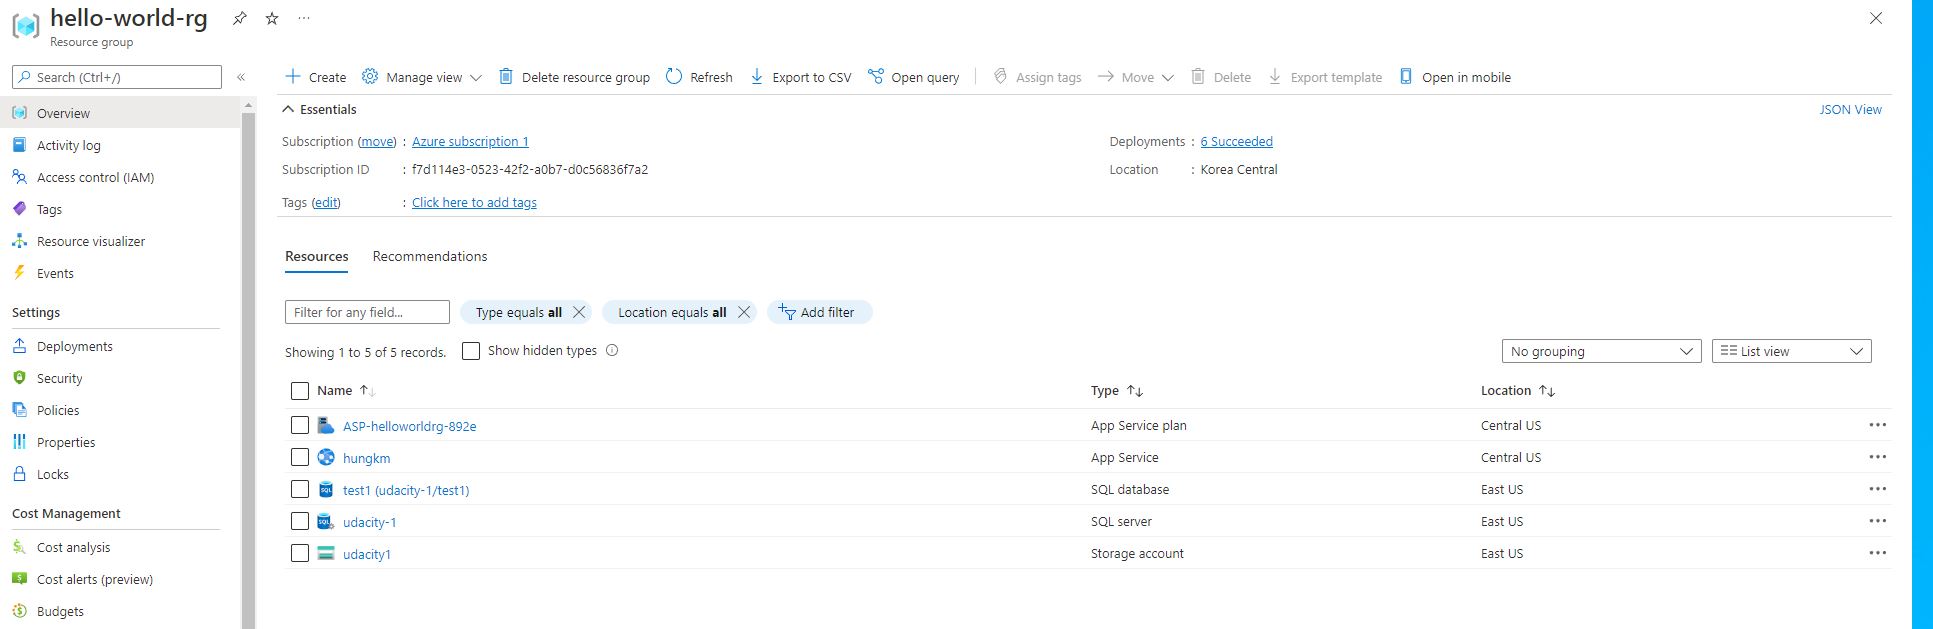 hello-world-rg
Resource group
Search (Ctrl+/)
Overview
Activity log
Access control (IAM)
Tags
Resource visualizer
Events
Settings
Deployments
Security
Policies
Properties
Locks
Cost Management
Cost analysis
Cost alerts (preview)
Budgets
Create Manage view Delete resource group Refresh Export to CSV Open query Assign tags Move Delete Export template Open in mobile
Essentials JSON View
Subscription (move) : Azure subscription 1 Deployments : 6 Succeeded
Subscription ID : f7d114e3-0523-42f2-a0b7-d0c56836f7a2 Location : Korea Central
Tags (edit) : Click here to add tags
Resources Recommendations
Filter for any field... Type equals all Location equals all Add filter
Showing 1 to 5 of 5 records. Show hidden types No grouping List view
Name Type Location
ASP-helloworldrg-892e App Service plan Central US
hungkm App Service Central US
test1 (udacity-1/test1) SQL database East US
udacity-1 SQL server East US
udacity1 Storage account East US